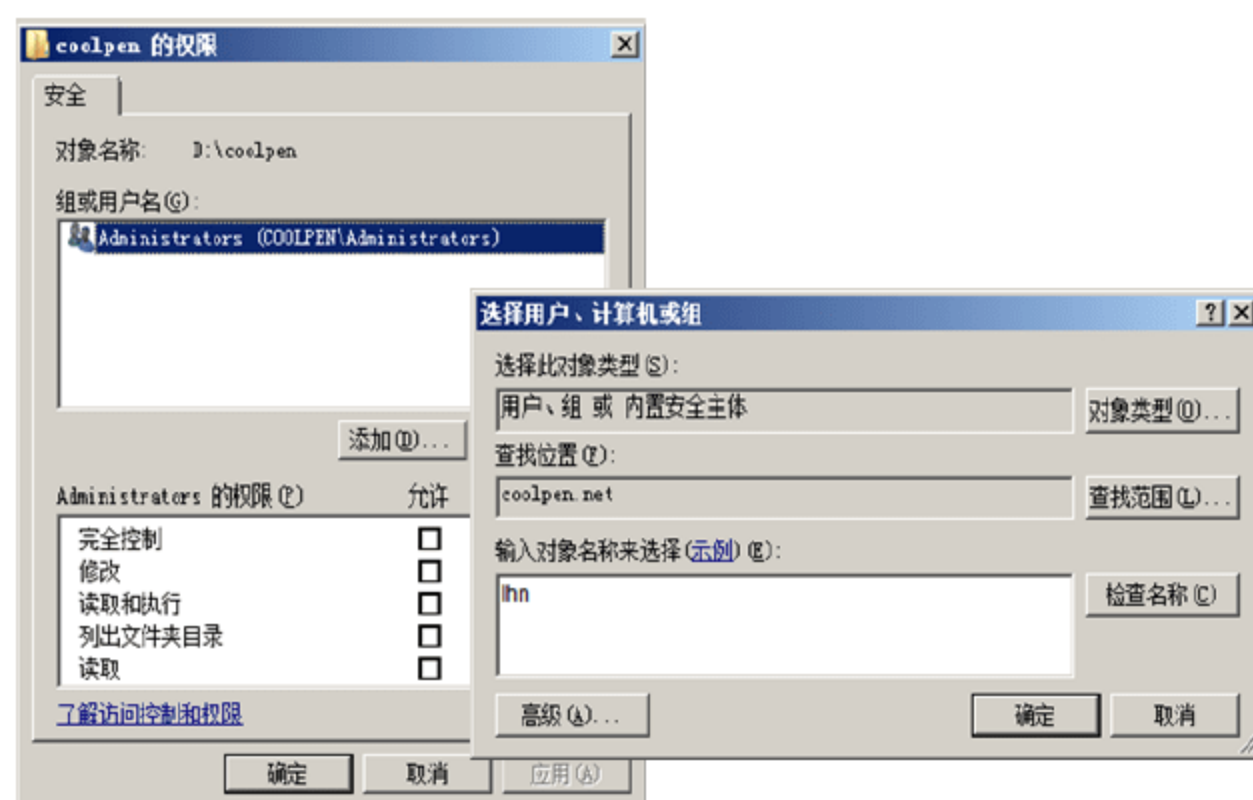 coolpen 的权限
安全
对象名称: D:\coolpen
组或用户名(G):
Administrators (COOLPEN\Administrators)
添加(D)...
Administrators 的权限(P) 允许
完全控制
修改
读取和执行
列出文件夹目录
读取
了解访问控制和权限
确定 取消 应用(A)
选择用户、计算机或组
选择此对象类型(S):
用户、组 或 内置安全主体 对象类型(O)...
查找位置(F):
coolpen.net 查找范围(L)...
输入对象名称来选择(示例)(E):
lhn 检查名称(C)
高级(A)... 确定 取消